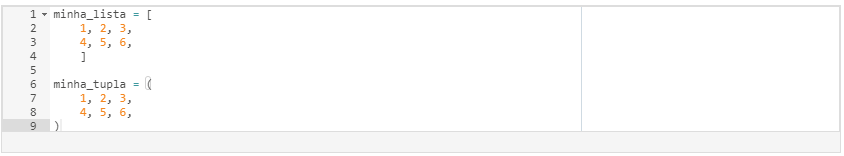 1 minha_lista = [
2     1, 2, 3,
3     4, 5, 6,
4     ]
5
6 minha_tupla = (
7     1, 2, 3,
8     4, 5, 6,
9 )